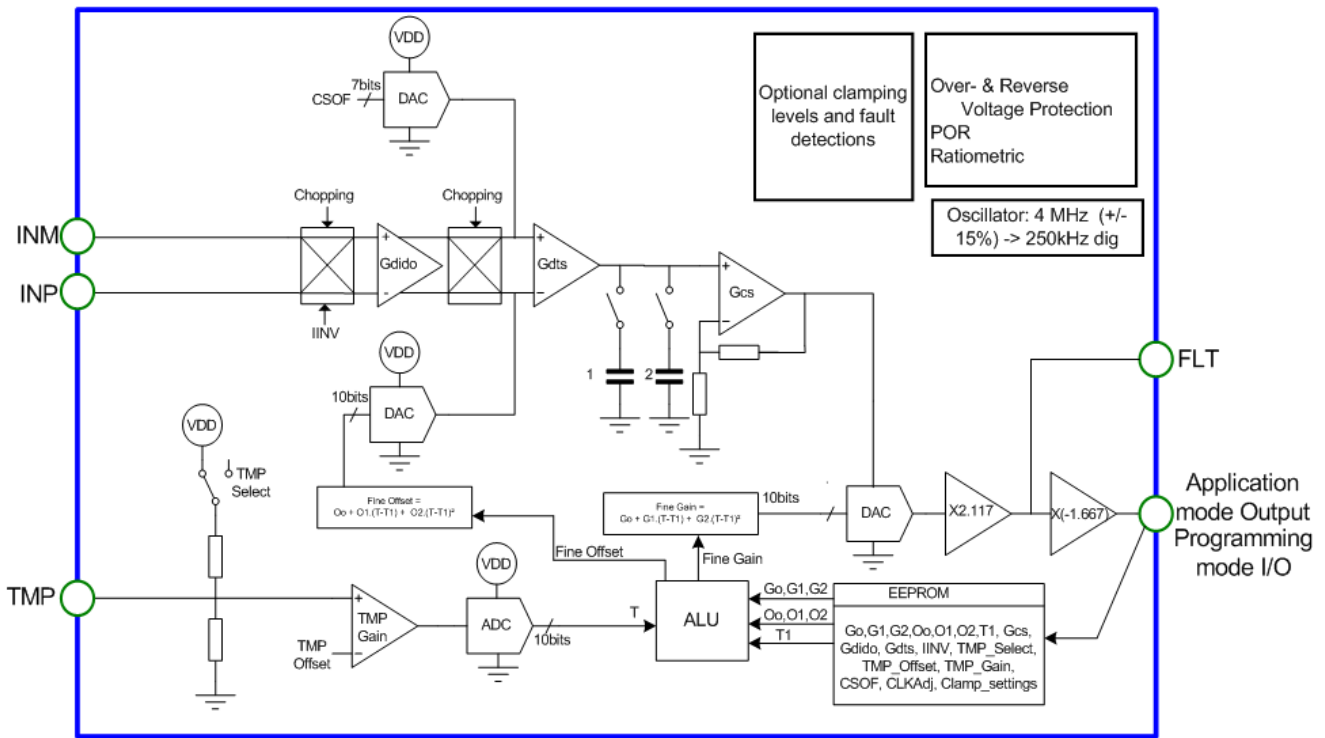 VDD
7bits
CSOF
DAC
Optional clamping
levels and fault
detections
Over- & Reverse
Voltage Protection
POR
Ratiometric
Oscillator: 4 MHz (+/-
15%) -> 250kHz dig
Chopping
Chopping
INM
INP
+
-
Gdido
+
-
Gdts
+
-
Gcs
IINV
1
2
VDD
10bits
DAC
FLT
VDD
TMP
Select
Fine Offset =
Oo + O1.(T-T1) + O2.(T-T1)²
Fine Gain =
Go + G1.(T-T1) + G2.(T-T1)²
10bits
DAC
X2.117
X(-1.667)
Application
mode Output
Programming
mode I/O
Fine Offset
Fine Gain
TMP
+
-
TMP
Gain
TMP
Offset
VDD
ADC
10bits
T
ALU
Go,G1,G2
Oo,O1,O2
T1
EEPROM
Go,G1,G2,Oo,O1,O2,T1, Gcs,
Gdido, Gdts, IINV, TMP_Select,
TMP_Offset, TMP_Gain,
CSOF, CLKAdj, Clamp_settings